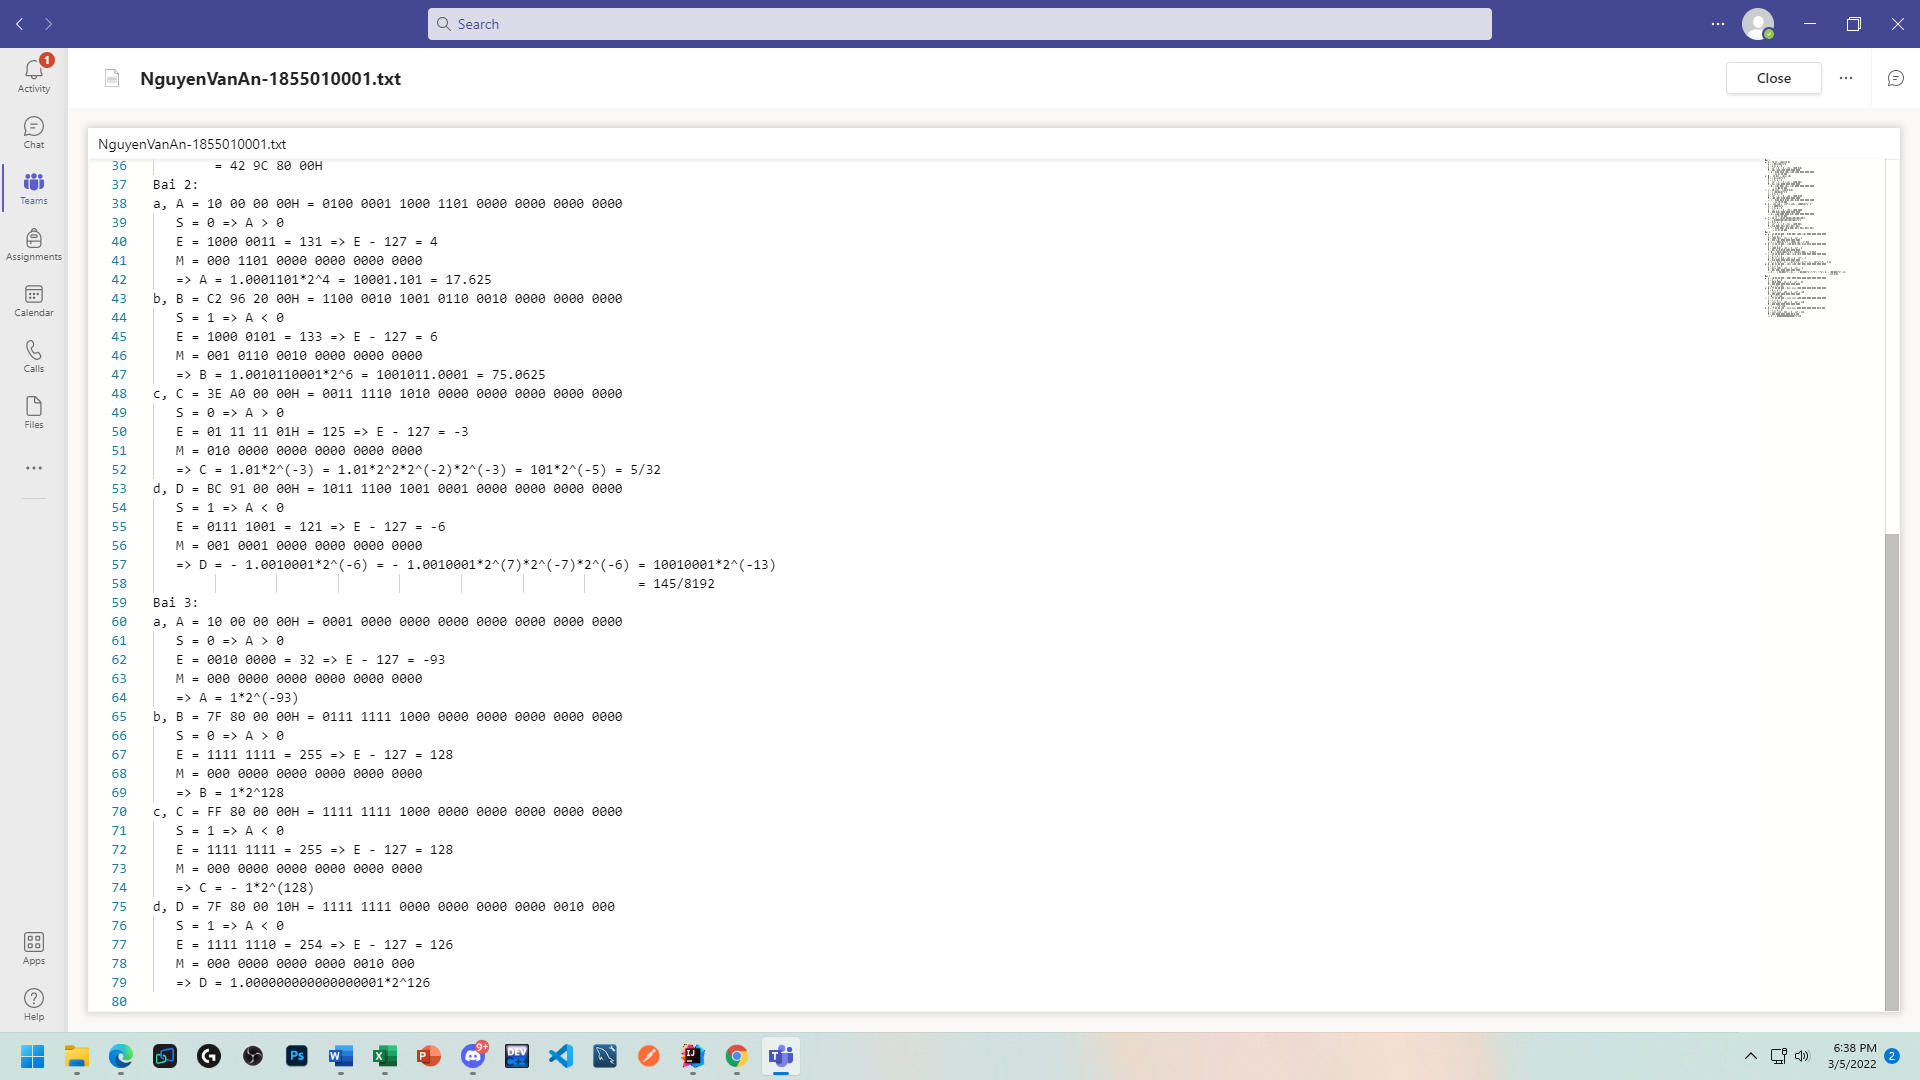 Search
1
Activity
Chat
Teams
Assignments
Calendar
Calls
Files
Apps
Help
NguyenVanAn-1855010001.txt
Close
NguyenVanAn-1855010001.txt
36 = 42 9C 80 00H
37 Bai 2:
38 a, A = 10 00 00 00H = 0100 0001 1000 1101 0000 0000 0000 0000
39 S = 0 => A > 0
40 E = 1000 0011 = 131 => E - 127 = 4
41 M = 000 1101 0000 0000 0000 0000
42 => A = 1.0001101*2^4 = 10001.101 = 17.625
43 b, B = C2 96 20 00H = 1100 0010 1001 0110 0010 0000 0000 0000
44 S = 1 => A < 0
45 E = 1000 0101 = 133 => E - 127 = 6
46 M = 001 0110 0010 0000 0000 0000
47 => B = 1.0010110001*2^6 = 1001011.0001 = 75.0625
48 c, C = 3E A0 00 00H = 0011 1110 1010 0000 0000 0000 0000 0000
49 S = 0 => A > 0
50 E = 01 11 11 01H = 125 => E - 127 = -3
51 M = 010 0000 0000 0000 0000 0000
52 => C = 1.01*2^(-3) = 1.01*2^2*2^(-2)*2^(-3) = 101*2^(-5) = 5/32
53 d, D = BC 91 00 00H = 1011 1100 1001 0001 0000 0000 0000 0000
54 S = 1 => A < 0
55 E = 0111 1001 = 121 => E - 127 = -6
56 M = 001 0001 0000 0000 0000 0000
57 => D = - 1.0010001*2^(-6) = - 1.0010001*2^(7)*2^(-7)*2^(-6) = 10010001*2^(-13)
58 = 145/8192
59 Bai 3:
60 a, A = 10 00 00 00H = 0001 0000 0000 0000 0000 0000 0000 0000
61 S = 0 => A > 0
62 E = 0010 0000 = 32 => E - 127 = -93
63 M = 000 0000 0000 0000 0000 0000
64 => A = 1*2^(-93)
65 b, B = 7F 80 00 00H = 0111 1111 1000 0000 0000 0000 0000 0000
66 S = 0 => A > 0
67 E = 1111 1111 = 255 => E - 127 = 128
68 M = 000 0000 0000 0000 0000 0000
69 => B = 1*2^128
70 c, C = FF 80 00 00H = 1111 1111 1000 0000 0000 0000 0000 0000
71 S = 1 => A < 0
72 E = 1111 1111 = 255 => E - 127 = 128
73 M = 000 0000 0000 0000 0000 0000
74 => C = - 1*2^(128)
75 d, D = 7F 80 00 10H = 1111 1111 0000 0000 0000 0000 0010 000
76 S = 1 => A < 0
77 E = 1111 1110 = 254 => E - 127 = 126
78 M = 000 0000 0000 0000 0010 000
79 => D = 1.000000000000000001*2^126
80
Ps
W
X
P
9+
DEV
IJ
T
6:38 PM
3/5/2022
2